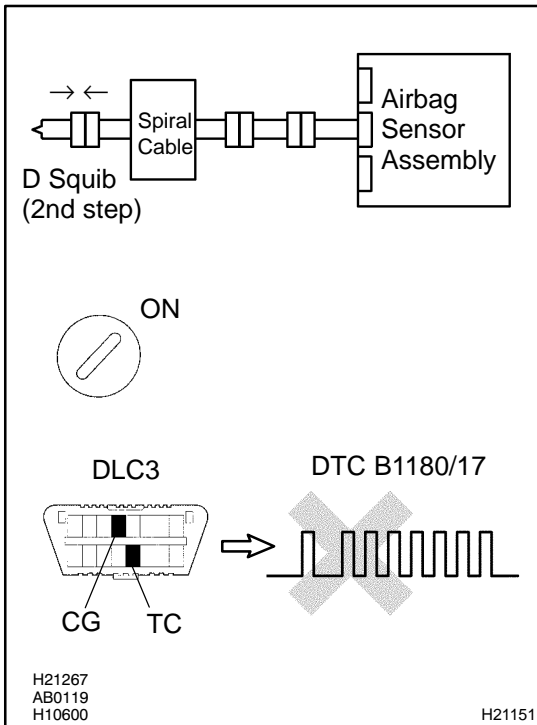 Spiral
Cable
Airbag
Sensor
Assembly
D Squib
(2nd step)
ON
DLC3
DTC B1180/17
CG
TC
H21267
AB0119
H10600
H21151